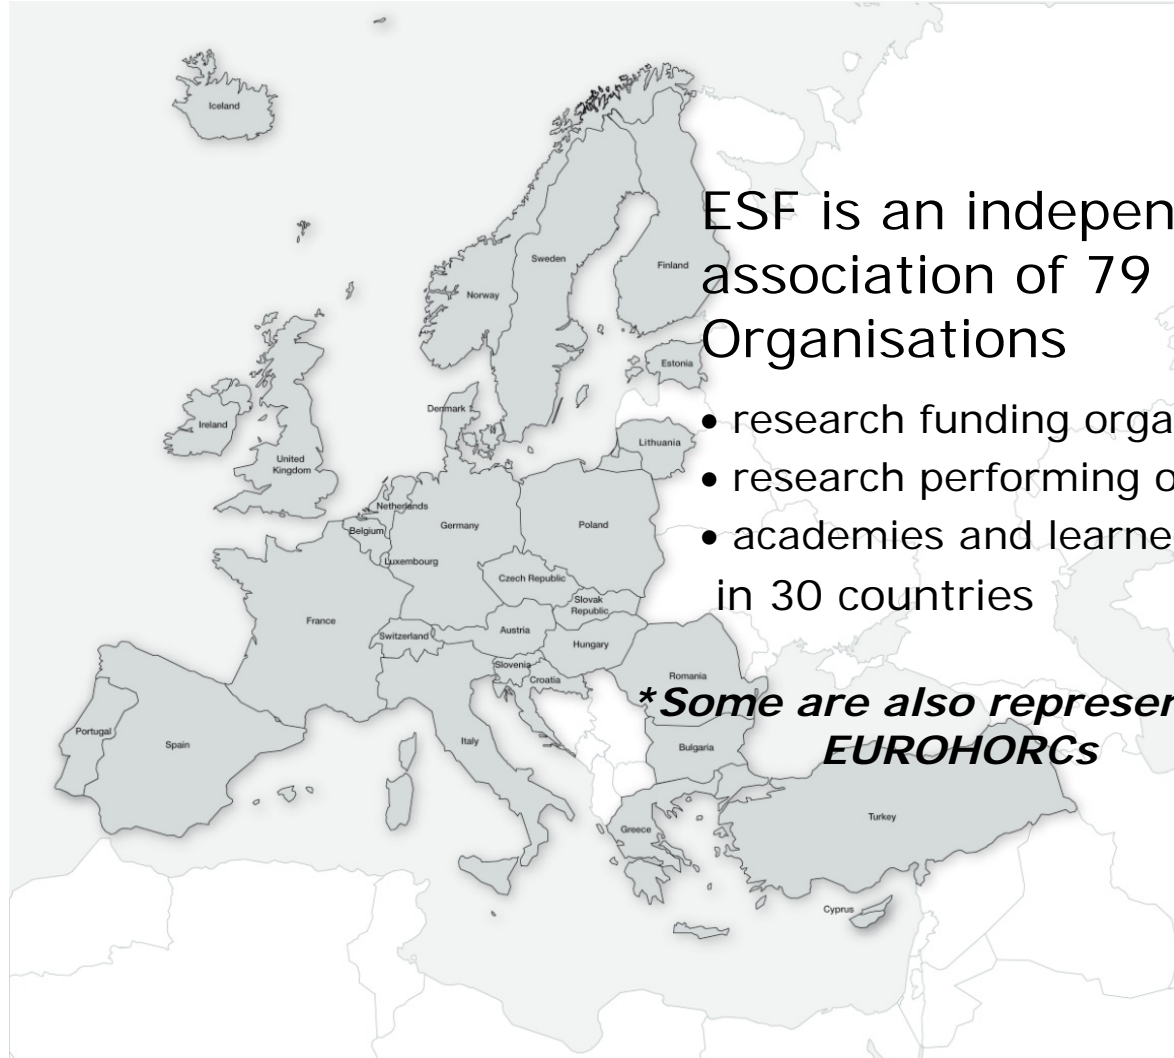 Iceland
Sweden
Finland
Norway
Estonia
Denmark
Lithuania
Ireland
United
Kingdom
Netherlands
Belgium
Germany
Poland
Luxembourg
Czech Republic
Slovak
Republic
France
Switzerland
Austria
Hungary
Slovenia
Croatia
Romania
Portugal
Spain
Italy
Bulgaria
Greece
Turkey
Cyprus
ESF is an indepen
association of 79
Organisations
• research funding orga
• research performing o
• academies and learne
in 30 countries
*Some are also represen
EUROHORCs